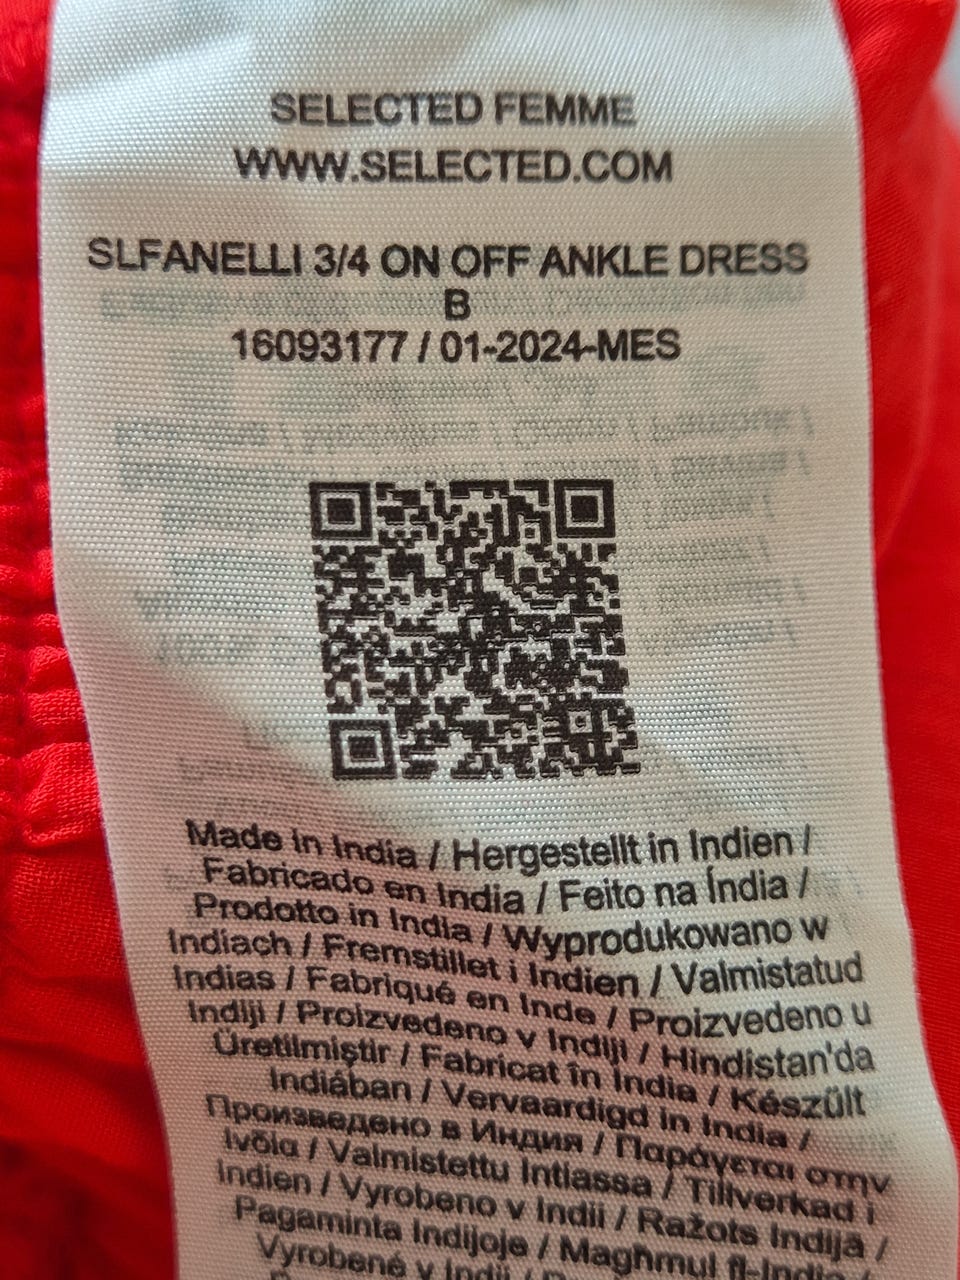 SELECTED FEMME
WWW.SELECTED.COM
SLFANELLI 3/4 ON OFF ANKLE DRESS
B
16093177 / 01-2024-MES
Made in India / Hergestellt in Indien /
Fabricado en India / Feito na Índia /
Prodotto in India / Wyprodukowano w
Indiach / Fremstillet i Indien / Valmistatud
Indias / Fabriqué en Inde / Proizvedeno u
Indiji / Proizvedeno v Indiji / Hindistan'da
Üretilmiştir / Fabricat în India / Készült
Indiában / Vervaardigd in India /
Произведено в Индия / Παράγεται στην
Ινδία / Valmistettu Intiassa / Tillverkad i
Indien / Vyrobeno v Indii / Ražots Indijā /
Pagaminta Indijoje / Magħmul fl-Indja /
Vyrobené v Indii /